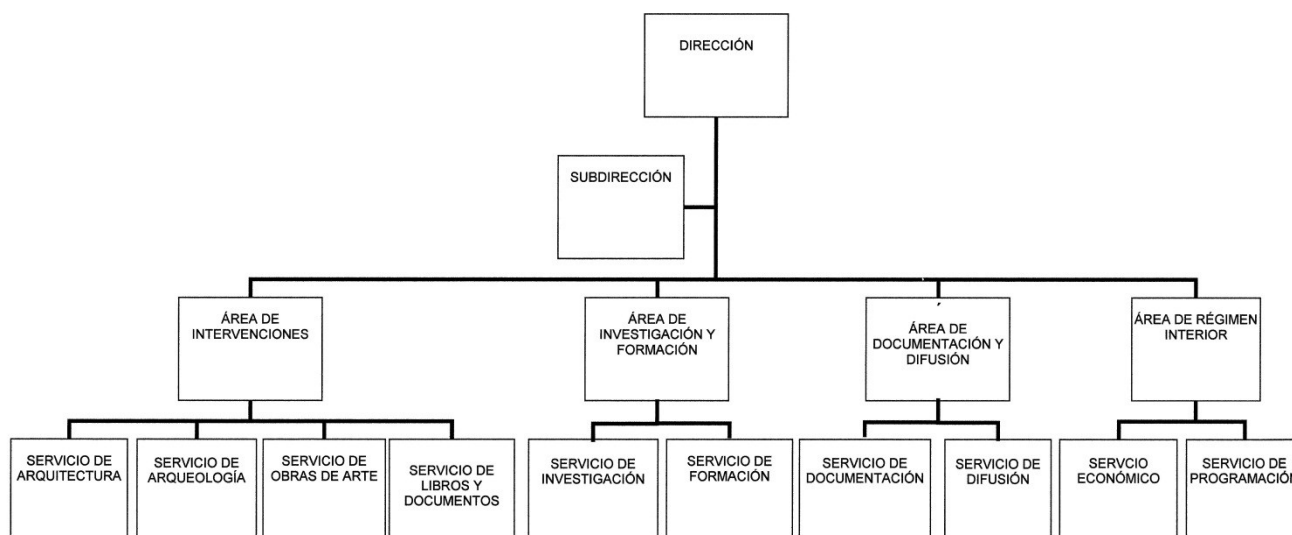 DIRECCIÓN
SUBDIRECCIÓN
ÁREA DE
INTERVENCIONES
ÁREA DE
INVESTIGACIÓN Y
FORMACIÓN
ÁREA DE
DOCUMENTACIÓN Y
DIFUSIÓN
ÁREA DE RÉGIMEN
INTERIOR
SERVICIO DE
ARQUITECTURA
SERVICIO DE
ARQUEOLOGÍA
SERVICIO DE
OBRAS DE ARTE
SERVICIO DE
LIBROS Y
DOCUMENTOS
SERVICIO DE
INVESTIGACIÓN
SERVICIO DE
FORMACIÓN
SERVICIO DE
DOCUMENTACIÓN
SERVICIO DE
DIFUSIÓN
SERVCIO
ECONÓMICO
SERVICIO DE
PROGRAMACIÓN